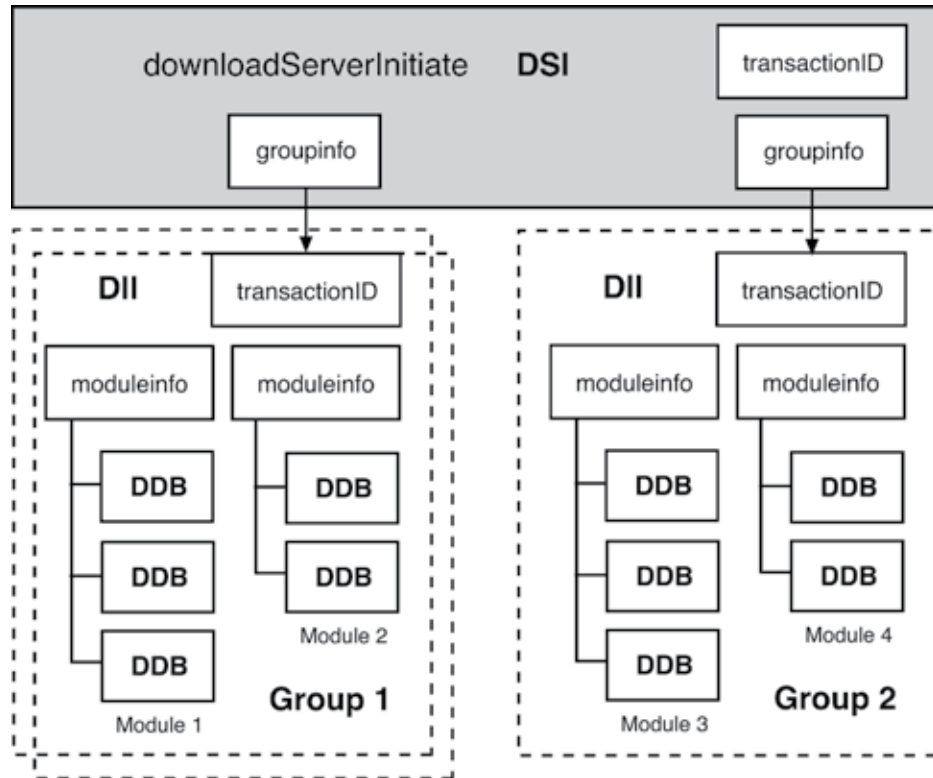 downloadServerInitiate DSI
transactionID
groupinfo
groupinfo
DII
transactionID
moduleinfo
moduleinfo
DDB
DDB
DDB
DDB
Module 2
DDB
Module 1
Group 1
DII
transactionID
moduleinfo
moduleinfo
DDB
DDB
DDB
DDB
Module 4
DDB
Module 3
Group 2